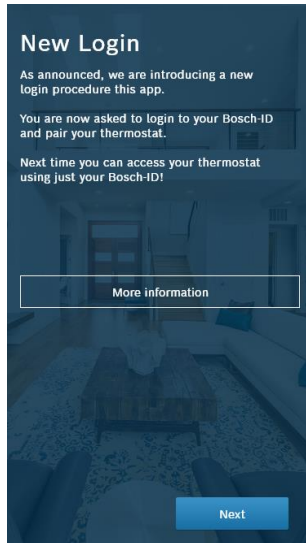 New Login
As announced, we are introducing a new
login procedure this app.
You are now asked to login to your Bosch-ID
and pair your thermostat.
Next time you can access your thermostat
using just your Bosch-ID!
More information
Next